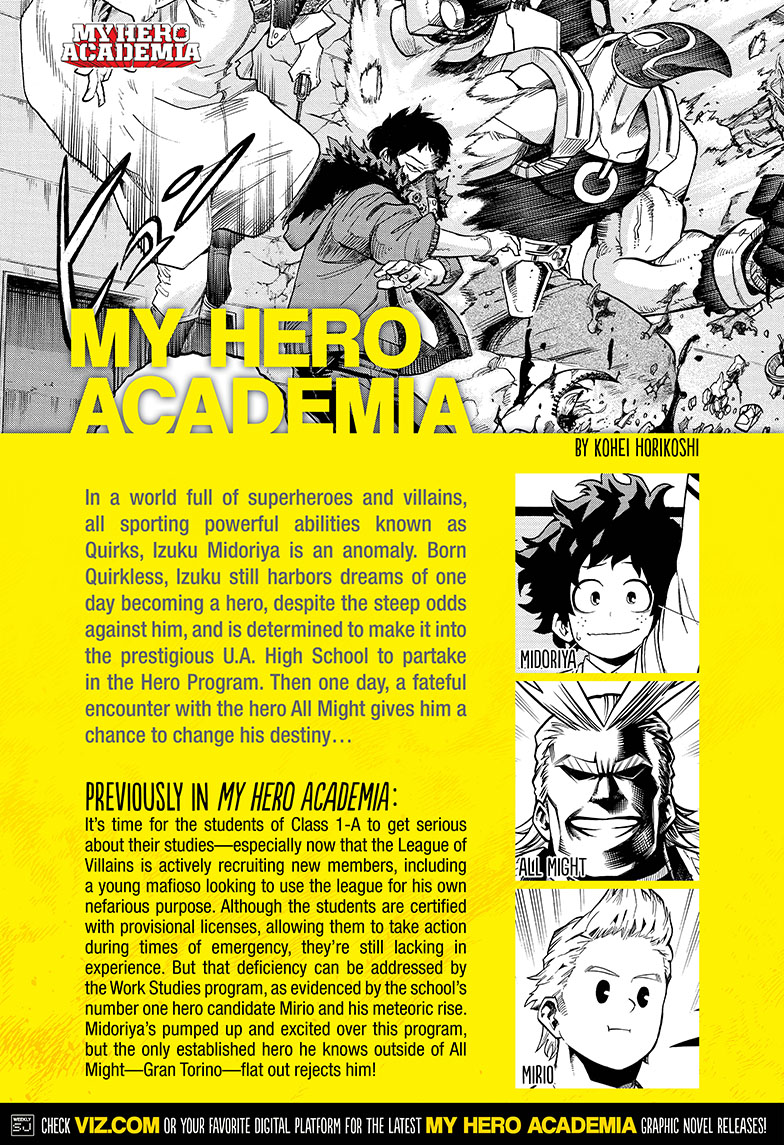 MY HERO
ACADEMIA
MY HERO
ACADEMIA
BY KOHEI HORIKOSHI
In a world full of superheroes and villains,
all sporting powerful abilities known as
Quirks, Izuku Midoriya is an anomaly. Born
Quirkless, Izuku still harbors dreams of one
day becoming a hero, despite the steep odds
against him, and is determined to make it into
the prestigious U.A. High School to partake
in the Hero Program. Then one day, a fateful
encounter with the hero All Might gives him a
chance to change his destiny…
PREVIOUSLY IN MY HERO ACADEMIA:
It's time for the students of Class 1-A to get serious
about their studies—especially now that the League of
Villains is actively recruiting new members, including
a young mafioso looking to use the league for his own
nefarious purpose. Although the students are certified
with provisional licenses, allowing them to take action
during times of emergency, they're still lacking in
experience. But that deficiency can be addressed by
the Work Studies program, as evidenced by the school's
number one hero candidate Mirio and his meteoric rise.
Midoriya's pumped up and excited over this program,
but the only established hero he knows outside of All
Might—Gran Torino—flat out rejects him!
MIDORIYA
ALL MIGHT
MIRIO
WEEKLY
SJ
CHECK VIZ.COM OR YOUR FAVORITE DIGITAL PLATFORM FOR THE LATEST MY HERO ACADEMIA GRAPHIC NOVEL RELEASES!